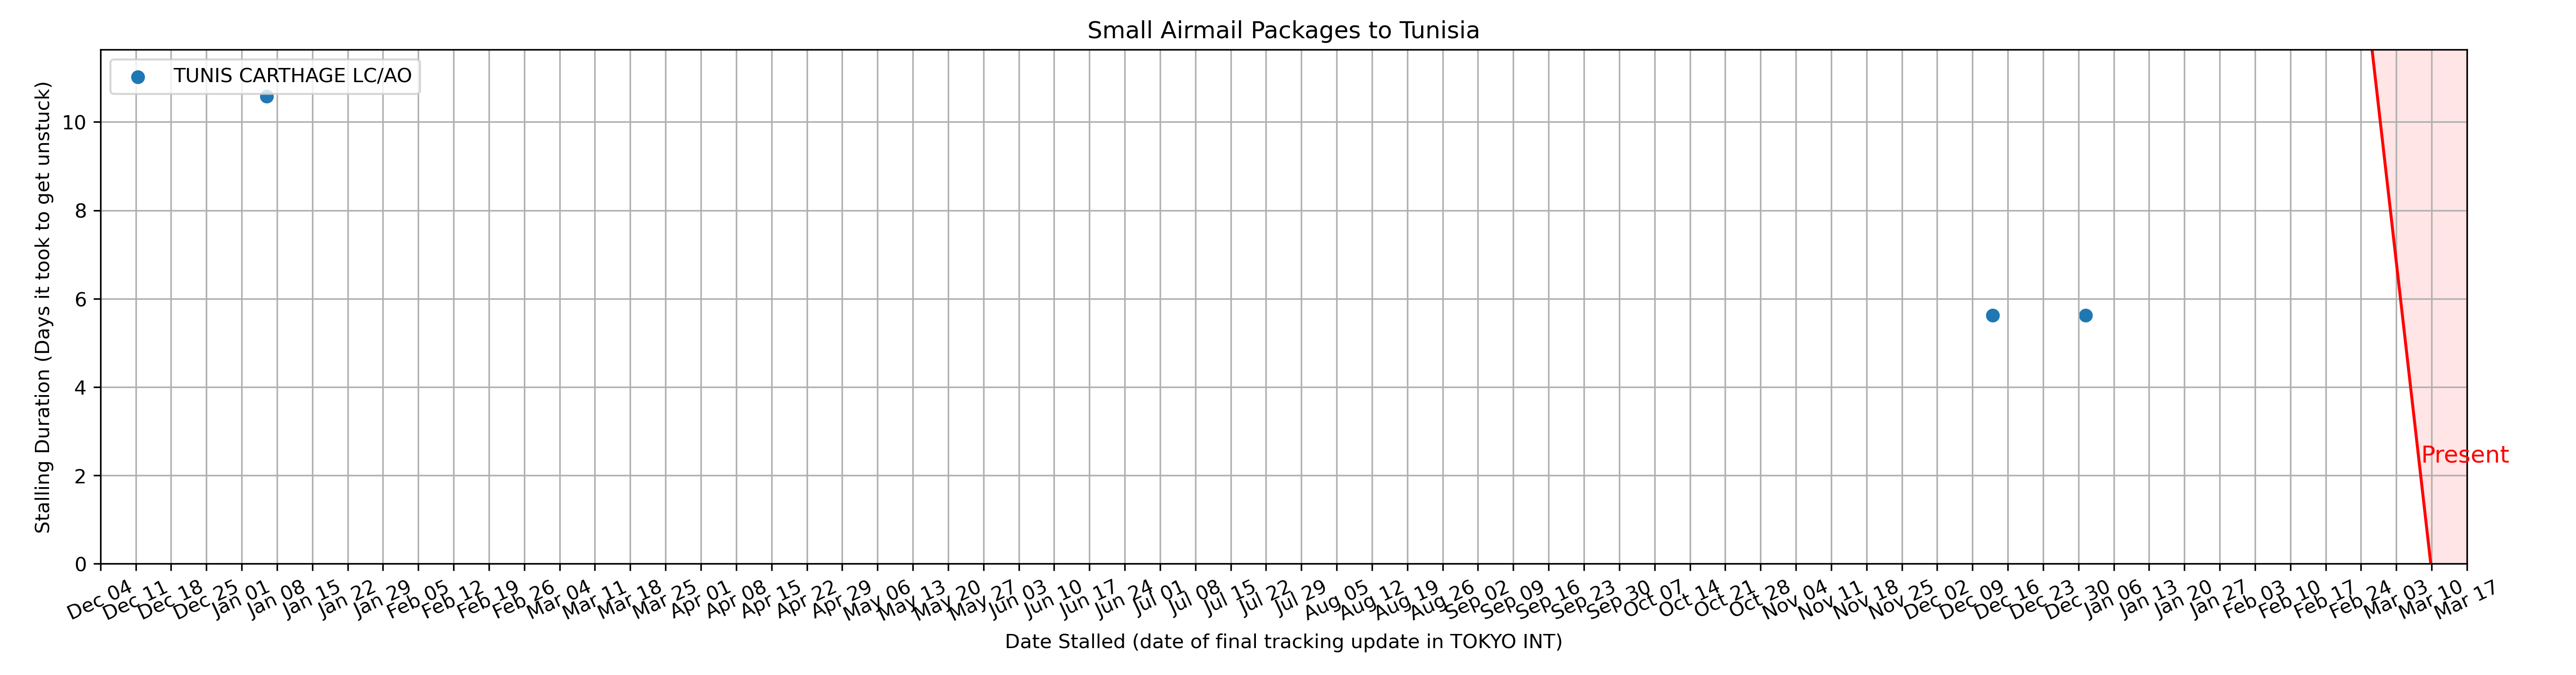 Small Airmail Packages to Tunisia
TUNIS CARTHAGE LC/AO
Stalling Duration (Days it took to get unstuck)
10
8
6
4
2
0
Present
Dec 04
Dec 11
Dec 18
Dec 25
Jan 01
Jan 08
Jan 15
Jan 22
Jan 29
Feb 05
Feb 12
Feb 19
Feb 26
Mar 04
Mar 11
Mar 18
Mar 25
Apr 01
Apr 08
Apr 15
Apr 22
Apr 29
May 06
May 13
May 20
May 27
Jun 03
Jun 10
Jun 17
Jun 24
Jul 01
Jul 08
Jul 15
Jul 22
Jul 29
Aug 05
Aug 12
Aug 19
Aug 26
Sep 02
Sep 09
Sep 16
Sep 23
Sep 30
Oct 07
Oct 14
Oct 21
Oct 28
Nov 04
Nov 11
Nov 18
Nov 25
Dec 02
Dec 09
Dec 16
Dec 23
Dec 30
Jan 06
Jan 13
Jan 20
Jan 27
Feb 03
Feb 10
Feb 17
Feb 24
Mar 03
Mar 10
Mar 17
Date Stalled (date of final tracking update in TOKYO INT)